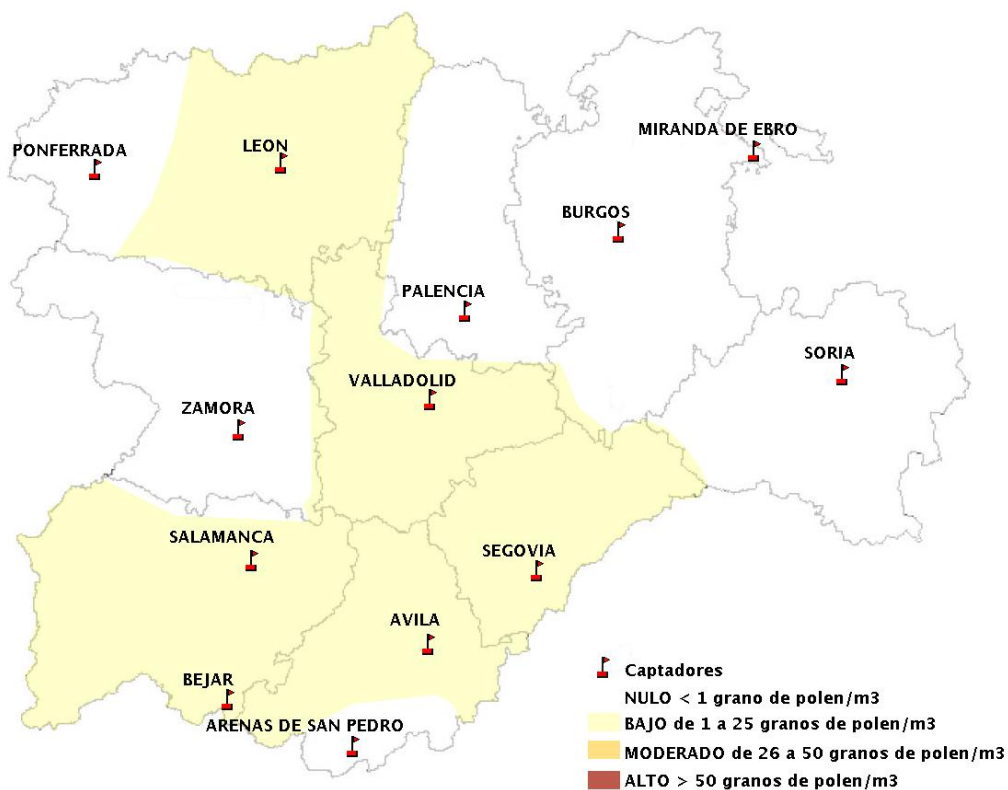 MIRANDA DE EBRO
PONFERRADA
LEON
BURGOS
PALENCIA
SORIA
VALLADOLID
ZAMORA
SALAMANCA
SEGOVIA
AVILA
BEJAR
ARENAS DE SAN PEDRO
Captadores
NULO < 1 grano de polen/m3
BAJO de 1 a 25 granos de polen/m3
MODERADO de 26 a 50 granos de polen/m3
ALTO > 50 granos de polen/m3